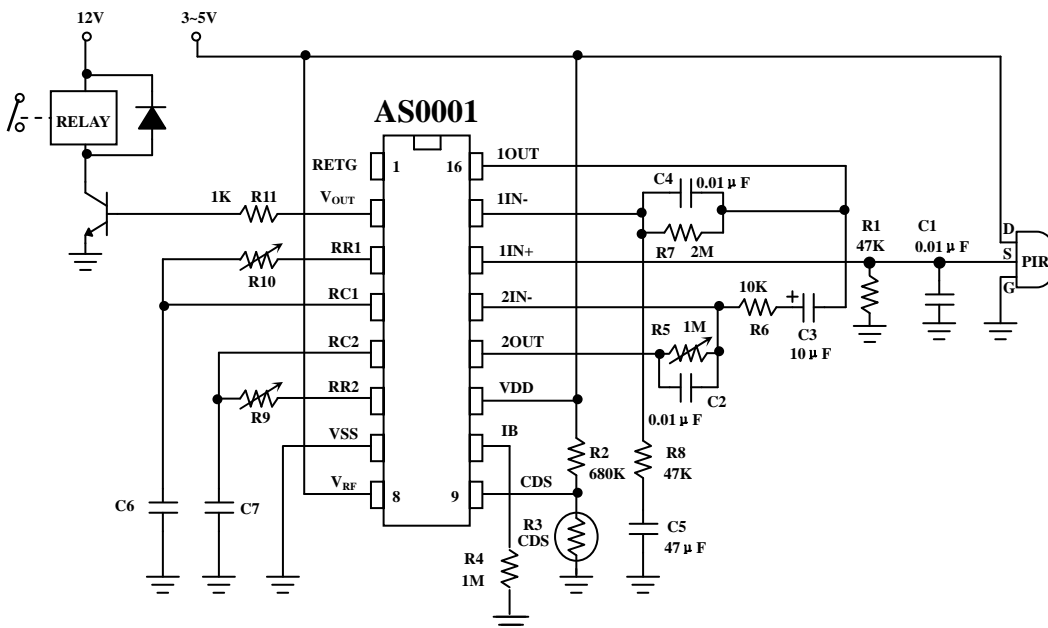 12V
3~5V
AS0001
RELAY
RETG
1
16
1OUT
C4
0.01μF
1K
R11
VOUT
1IN-
R7
2M
R1
47K
C1
0.01μF
D
S
G
PIR
R10
RR1
1IN+
RC1
2IN-
10K
R6
C3
10μF
RC2
2OUT
R5
1M
C2
0.01μF
R9
RR2
VDD
VSS
IB
R2
680K
R8
47K
C6
C7
VRF
8
9
CDS
R3
CDS
C5
47μF
R4
1M
+